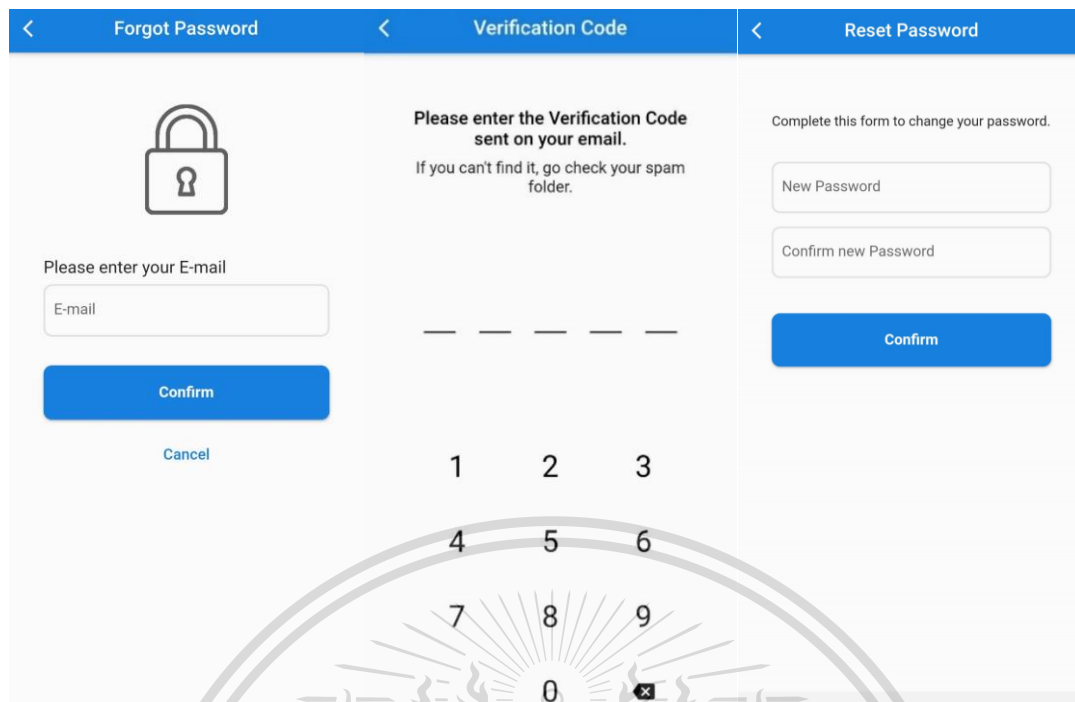 Forgot Password
Please enter your E-mail
E-mail
Confirm
Cancel
Verification Code
Please enter the Verification Code
sent on your email.
If you can't find it, go check your spam
folder.
1 2 3
4 5 6
7 8 9
0
Reset Password
Complete this form to change your password.
New Password
Confirm new Password
Confirm